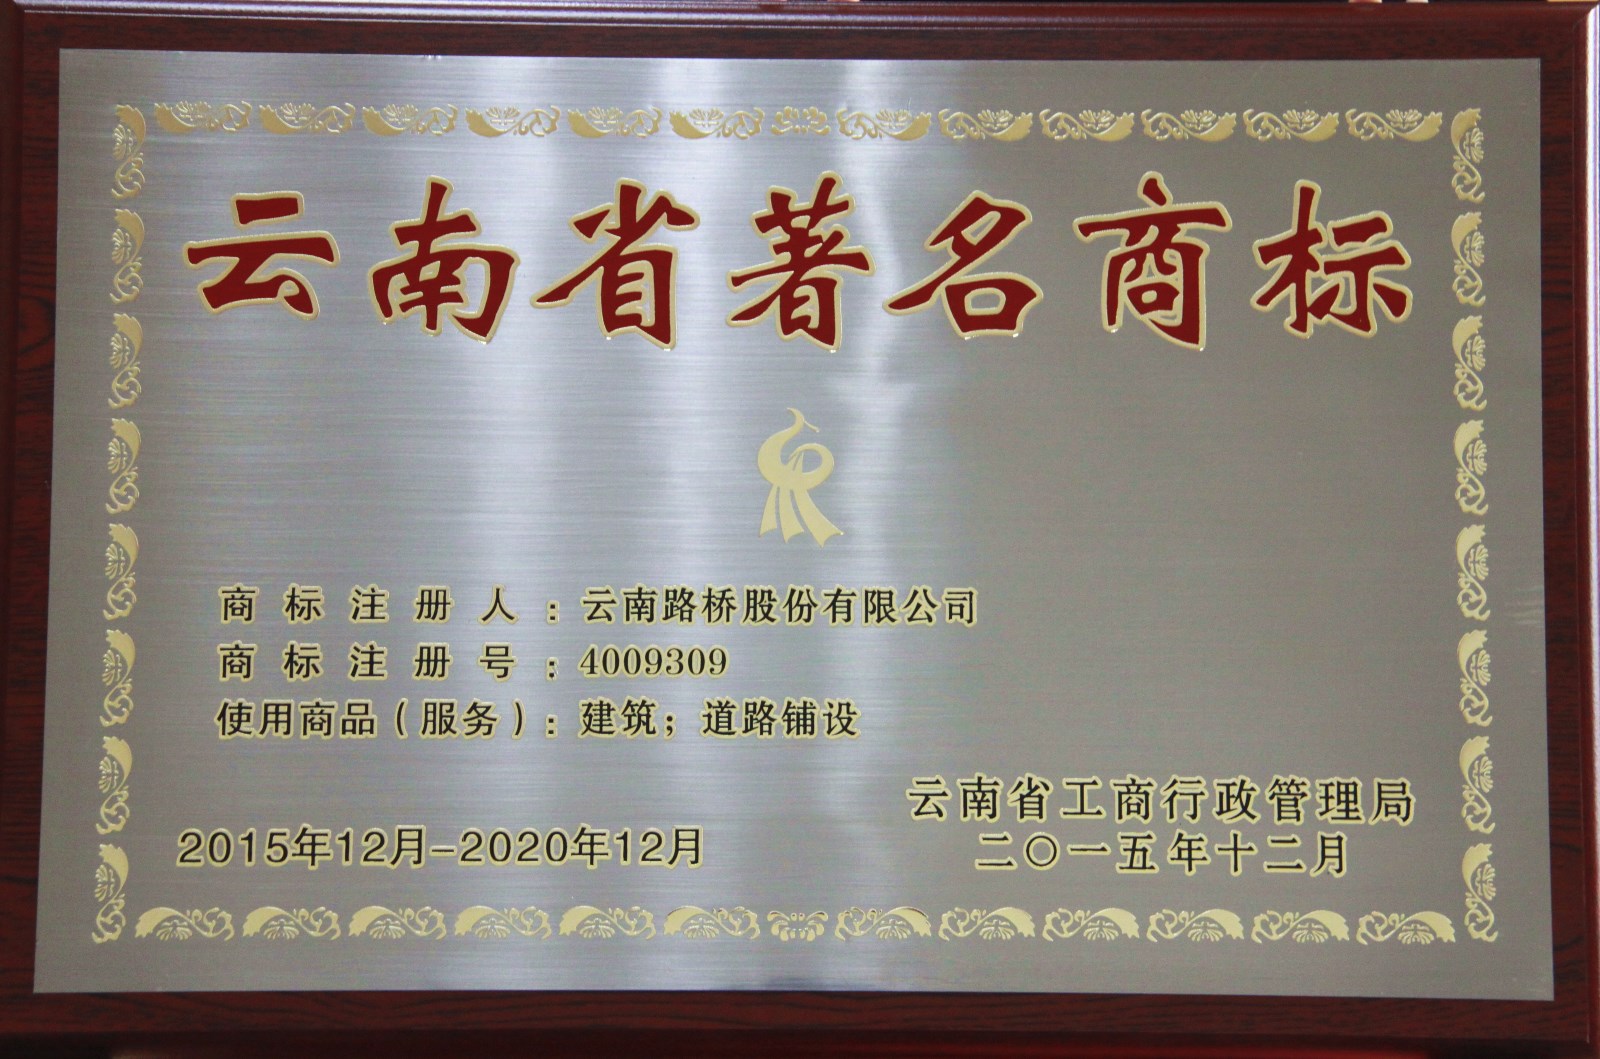 云南省著名商标
商标注册人：云南路桥股份有限公司
商标注册号：4009309
使用商品（服务）：建筑；道路铺设
云南省工商行政管理局
2015年12月-2020年12月
二〇一五年十二月